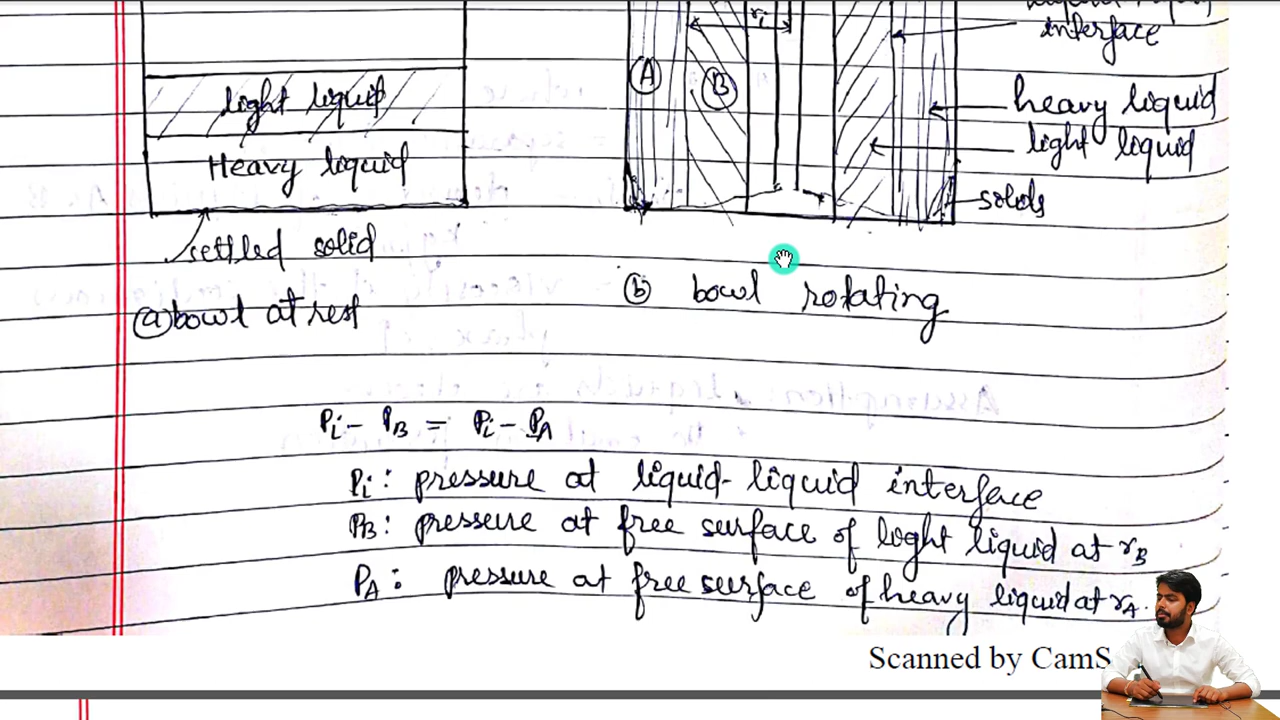 ri
interface
A
B
light liquid
heavy liquid
light liquid
Heavy liquid
solids
settled solid
(b) bowl rotating
(a) bowl at rest
Pi - PB = Pi - PA
Pi: pressure at liquid-liquid interface
PB: pressure at free surface of light liquid at rB
PA: pressure at free surface of heavy liquid at rA.
Scanned by CamS